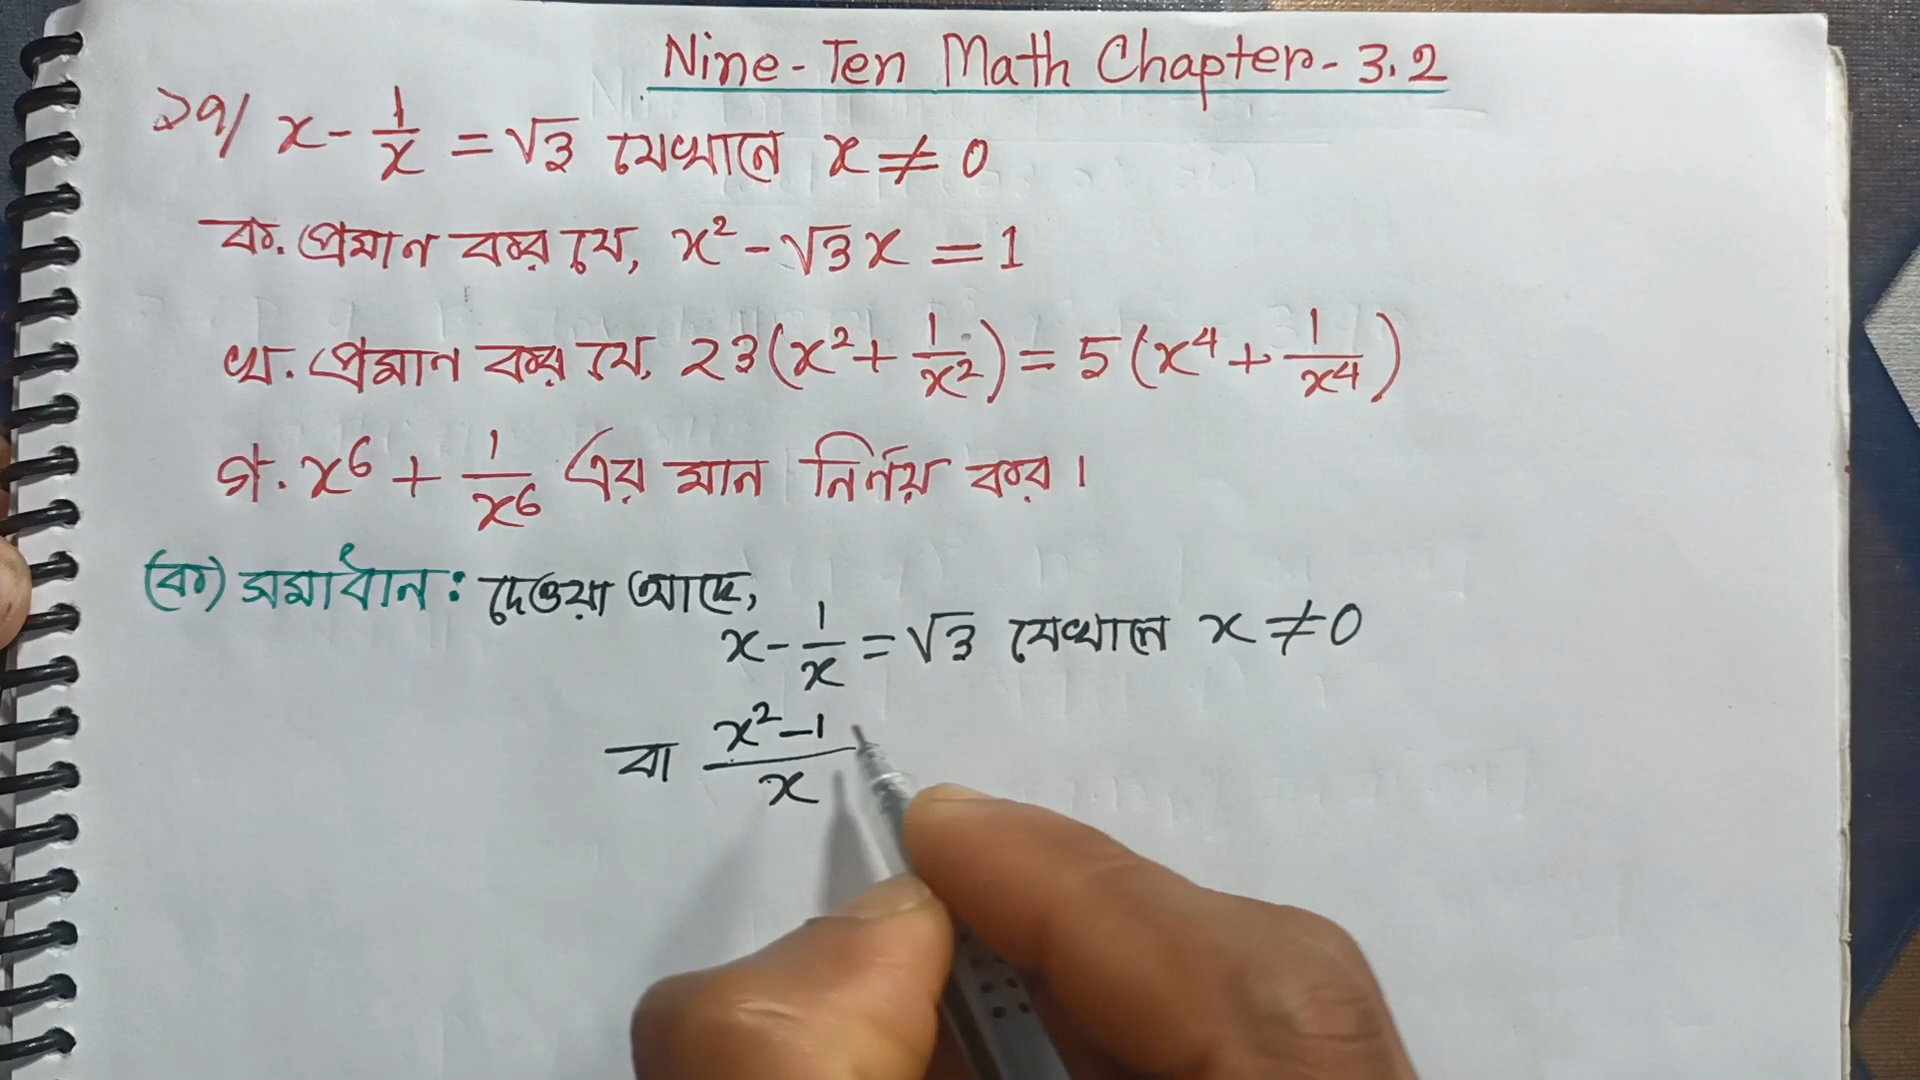 Nine-Ten Math Chapter-3.2
১৭/ x - 1/x = √3 যেখানে x ≠ 0
ক. প্রমান কর যে, x² - √3x = 1
খ. প্রমান কর যে, 23(x² + 1/x²) = 5(x⁴ + 1/x⁴)
গ. x⁶ + 1/x⁶ এর মান নির্ণয় কর।
(ক) সমাধান: দেওয়া আছে,
x - 1/x = √3 যেখানে x ≠ 0
বা (x² - 1)/x